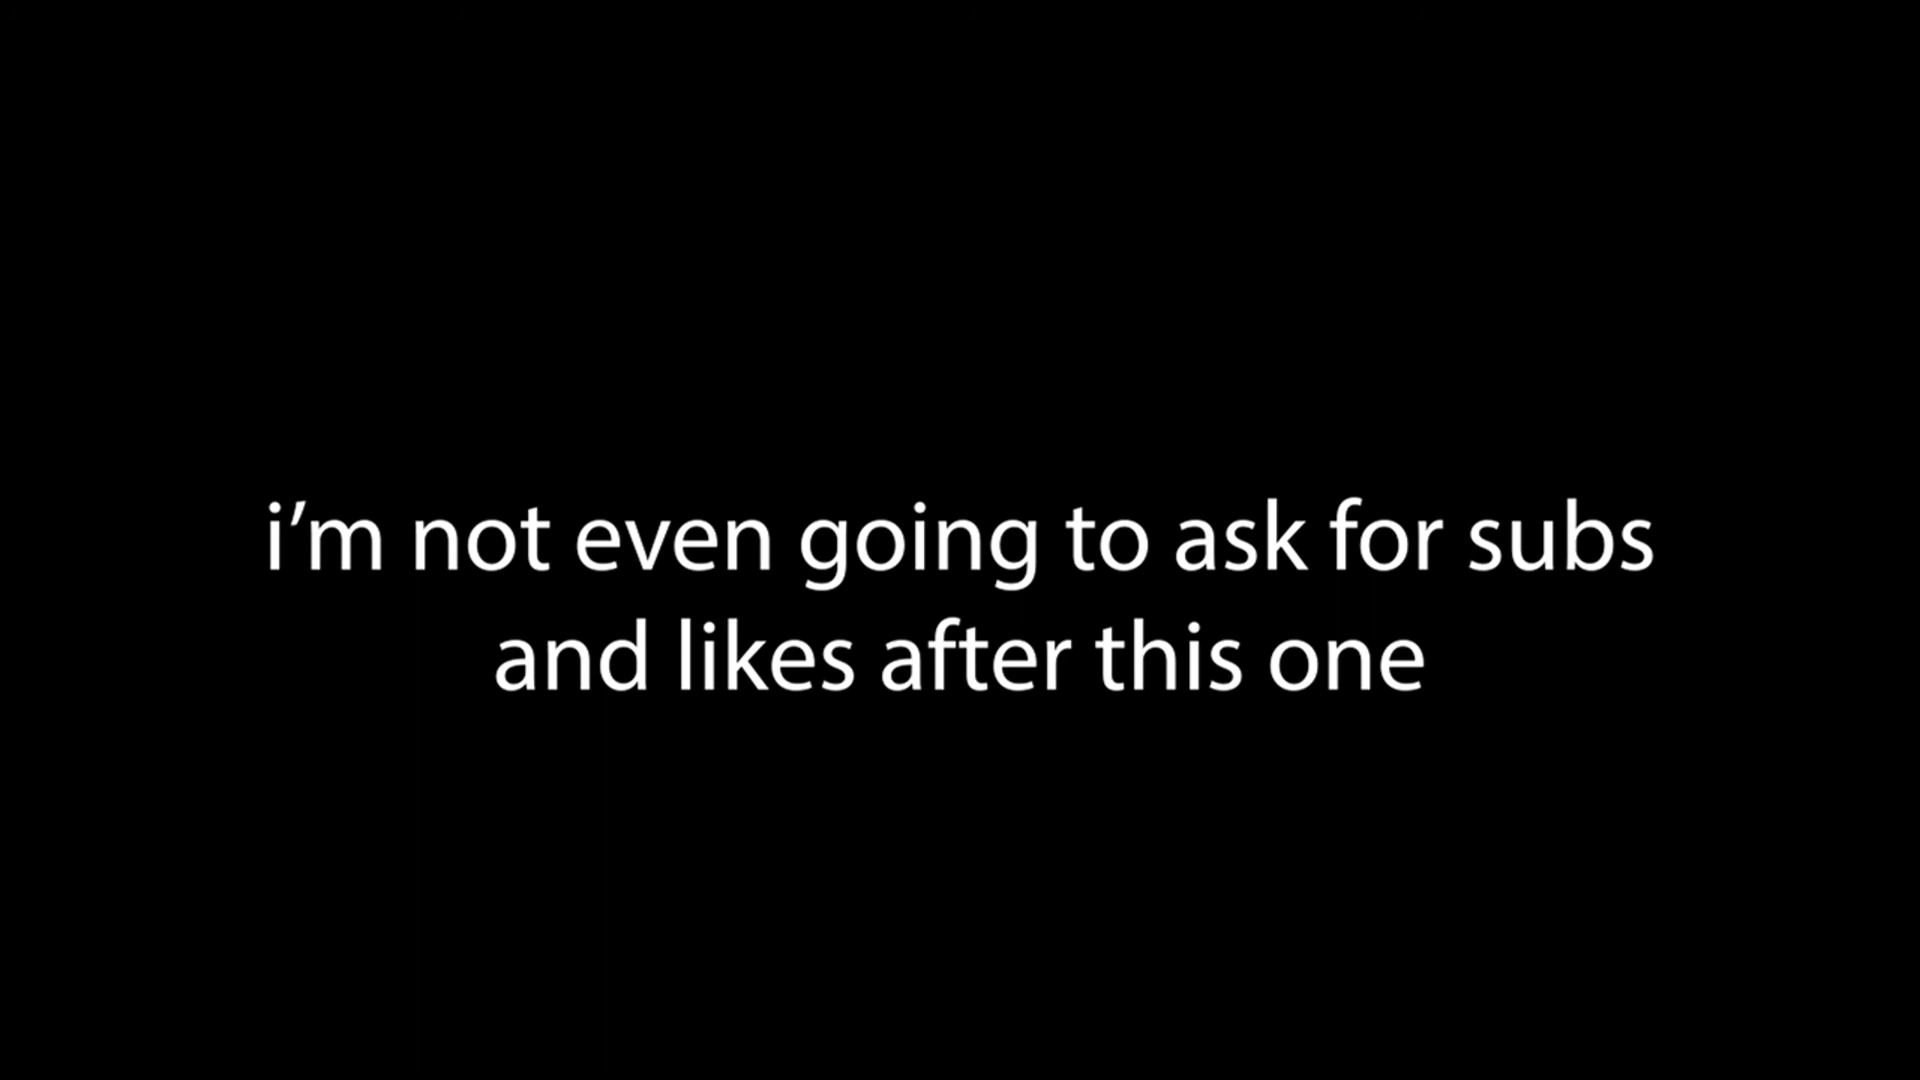 i’m not even going to ask for subs
and likes after this one